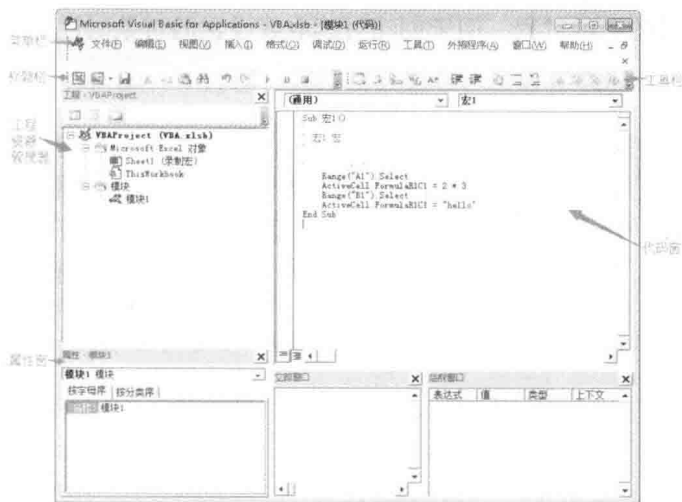 Microsoft Visual Basic for Applications - VBA.xlsb - [模块1 (代码)]
菜单栏
文件(F) 编辑(E) 视图(V) 插入(I) 格式(O) 调试(D) 运行(R) 工具(T) 外接程序(A) 窗口(W) 帮助(H)
工具栏
工程 - VBAProject
工程
资源
管理器
VBAProject (VBA.xlsb)
Microsoft Excel 对象
Sheet1 (录制宏)
ThisWorkbook
模块
模块1
(通用)
宏1
Sub 宏1()
' 宏1 宏
Range("A1").Select
ActiveCell.FormulaR1C1 = 2 * 3
Range("B1").Select
ActiveCell.FormulaR1C1 = "hello"
End Sub
代码窗
属性窗
属性 - 模块1
模块1 模块
按字母序 按分类序
模块1
立即窗口
监视窗口
表达式 值 类型 上下文